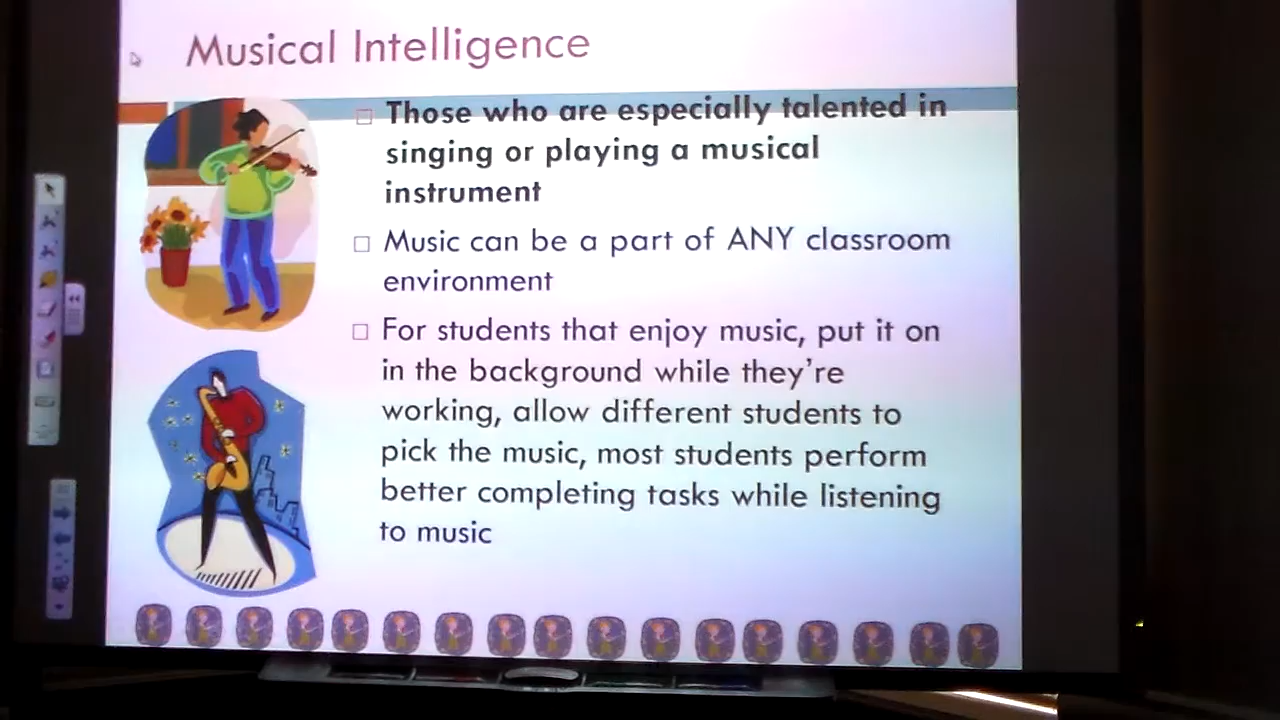 Musical Intelligence
Those who are especially talented in
singing or playing a musical
instrument
Music can be a part of ANY classroom
environment
For students that enjoy music, put it on
in the background while they're
working, allow different students to
pick the music, most students perform
better completing tasks while listening
to music